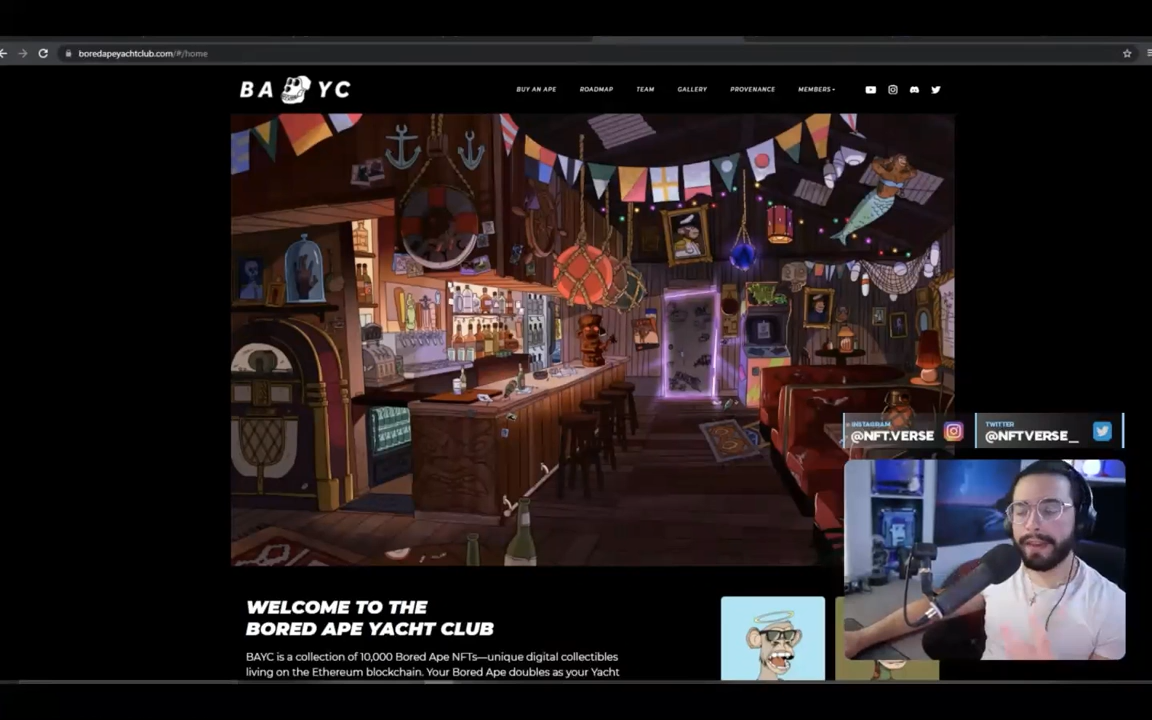 boredapeyachtclub.com/#/home
BA YC
BUY AN APE ROADMAP TEAM GALLERY PROVENANCE MEMBERS
INSTAGRAM
@NFT.VERSE
TWITTER
@NFTVERSE_
WELCOME TO THE
BORED APE YACHT CLUB
BAYC is a collection of 10,000 Bored Ape NFTs—unique digital collectibles
living on the Ethereum blockchain. Your Bored Ape doubles as your Yacht